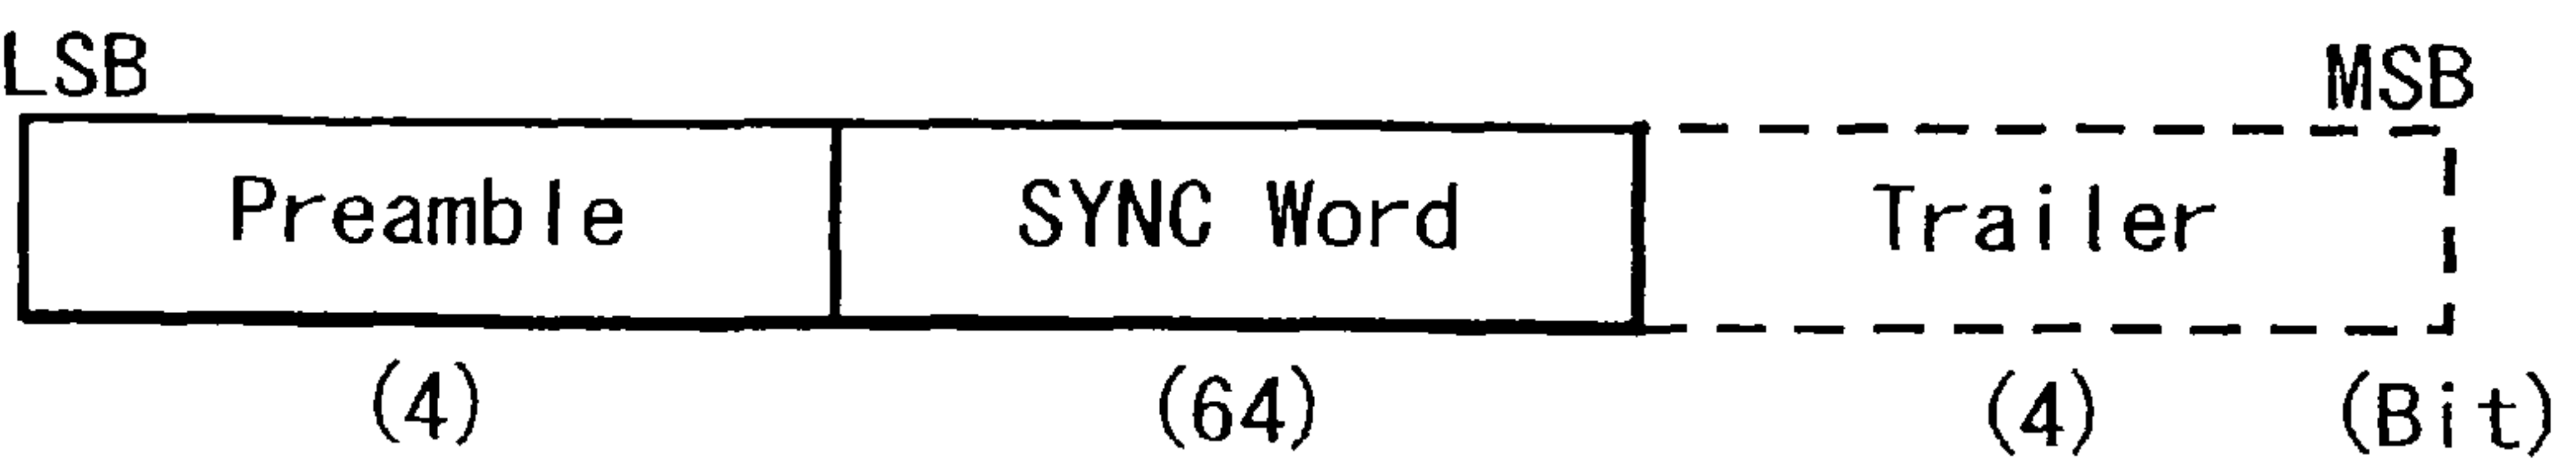 LSB MSB
Preamble SYNC Word Trailer
(4) (64) (4) (Bit)